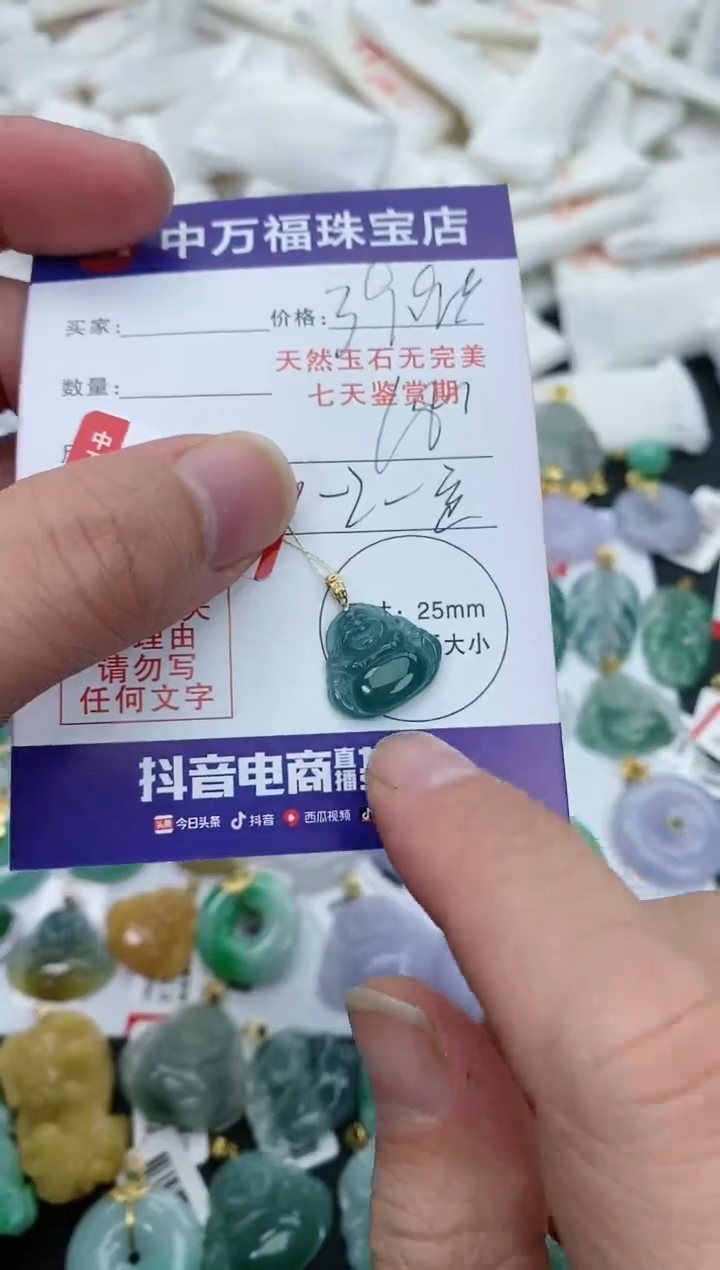 中万福珠宝店
买家:
价格:
天然玉石无完美
数量:
七天鉴赏期
25mm
大小
理由
请勿写
任何文字
抖音电商直播
今日头条 抖音 西瓜视频